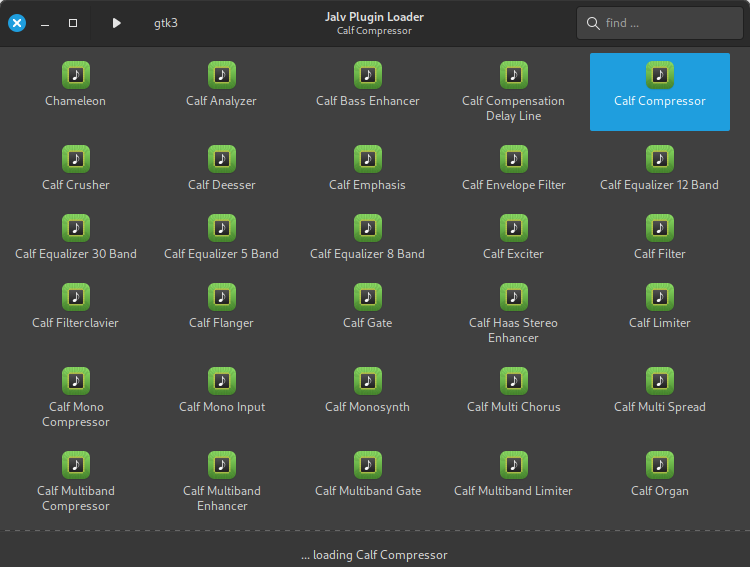 gtk3
Jalv Plugin Loader
Calf Compressor
find ...
Chameleon
Calf Analyzer
Calf Bass Enhancer
Calf Compensation
Delay Line
Calf Compressor
Calf Crusher
Calf Deesser
Calf Emphasis
Calf Envelope Filter
Calf Equalizer 12 Band
Calf Equalizer 30 Band
Calf Equalizer 5 Band
Calf Equalizer 8 Band
Calf Exciter
Calf Filter
Calf Filterclavier
Calf Flanger
Calf Gate
Calf Haas Stereo
Enhancer
Calf Limiter
Calf Mono
Compressor
Calf Mono Input
Calf Monosynth
Calf Multi Chorus
Calf Multi Spread
Calf Multiband
Compressor
Calf Multiband
Enhancer
Calf Multiband Gate
Calf Multiband Limiter
Calf Organ
... loading Calf Compressor